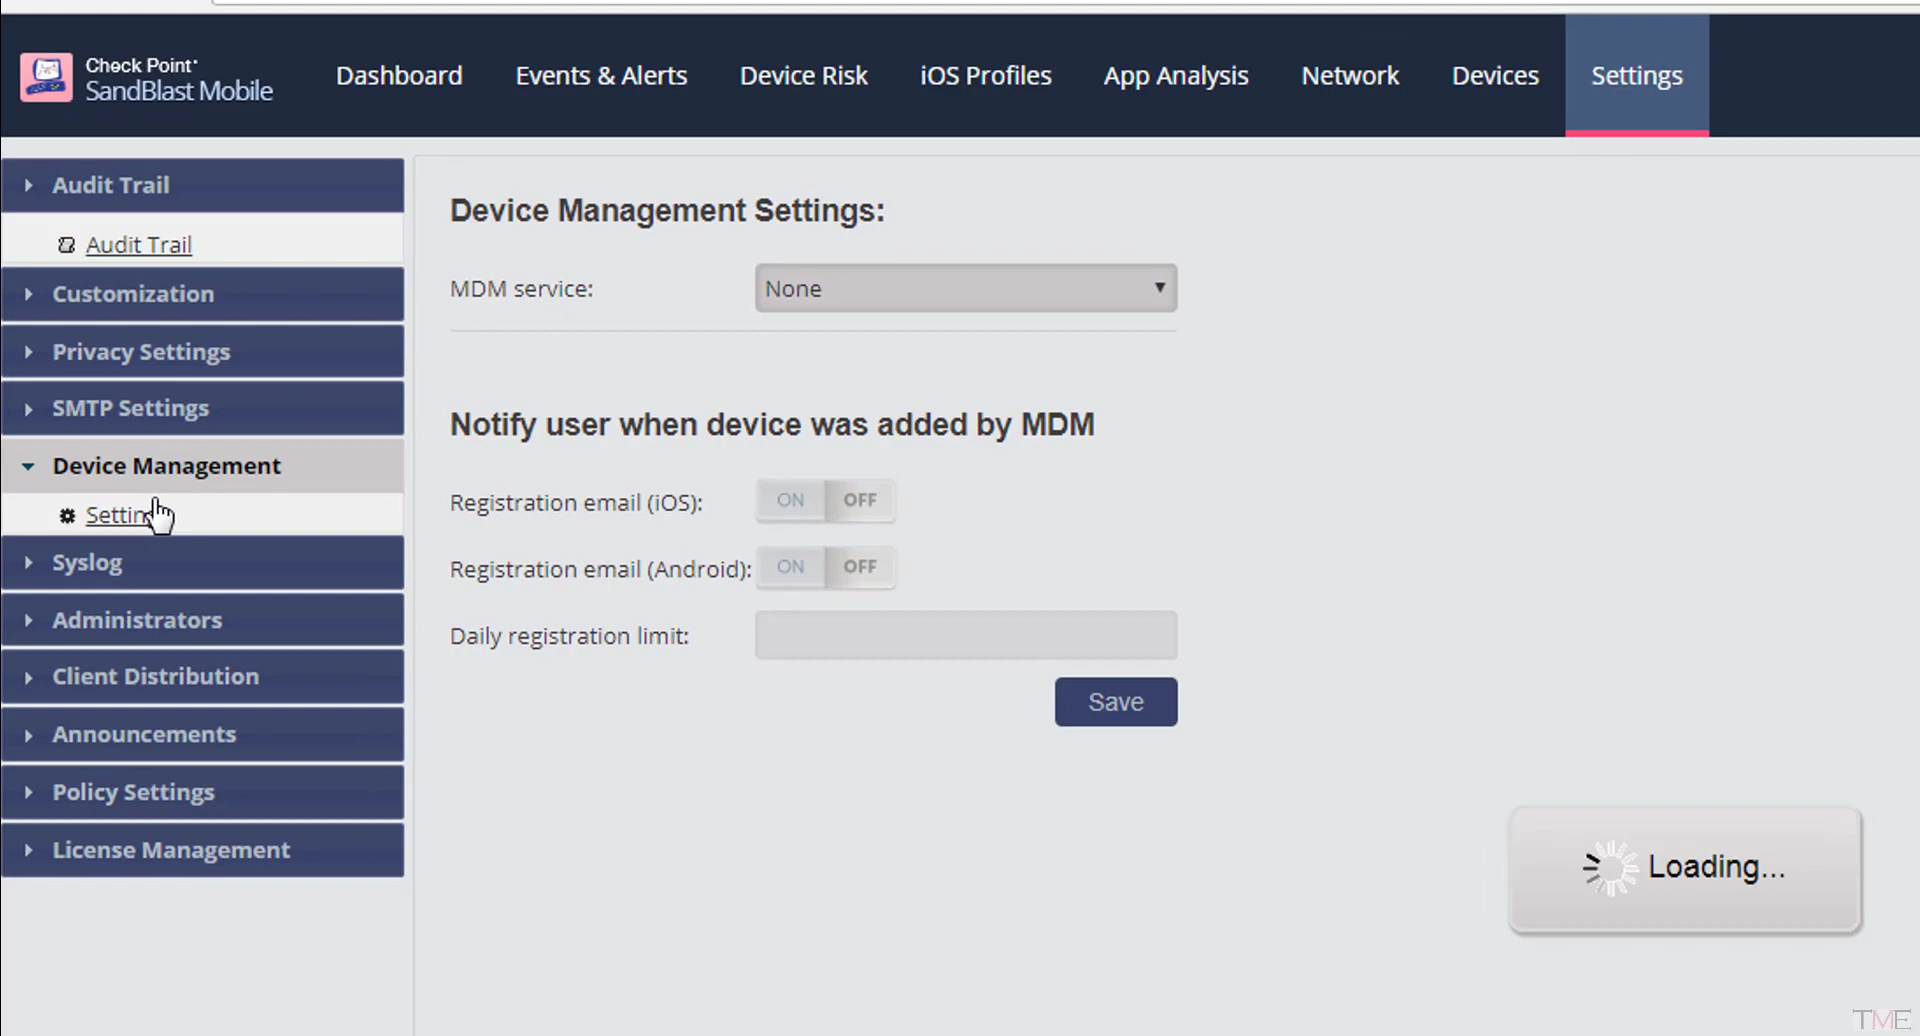 Check Point
SandBlast Mobile
Dashboard
Events & Alerts
Device Risk
iOS Profiles
App Analysis
Network
Devices
Settings
Audit Trail
Audit Trail
Customization
Privacy Settings
SMTP Settings
Device Management
Syslog
Administrators
Client Distribution
Announcements
Policy Settings
License Management
Device Management Settings:
MDM service:
None
Notify user when device was added by MDM
Registration email (iOS):
ON OFF
Registration email (Android):
ON OFF
Daily registration limit:
Save
Loading...
TME